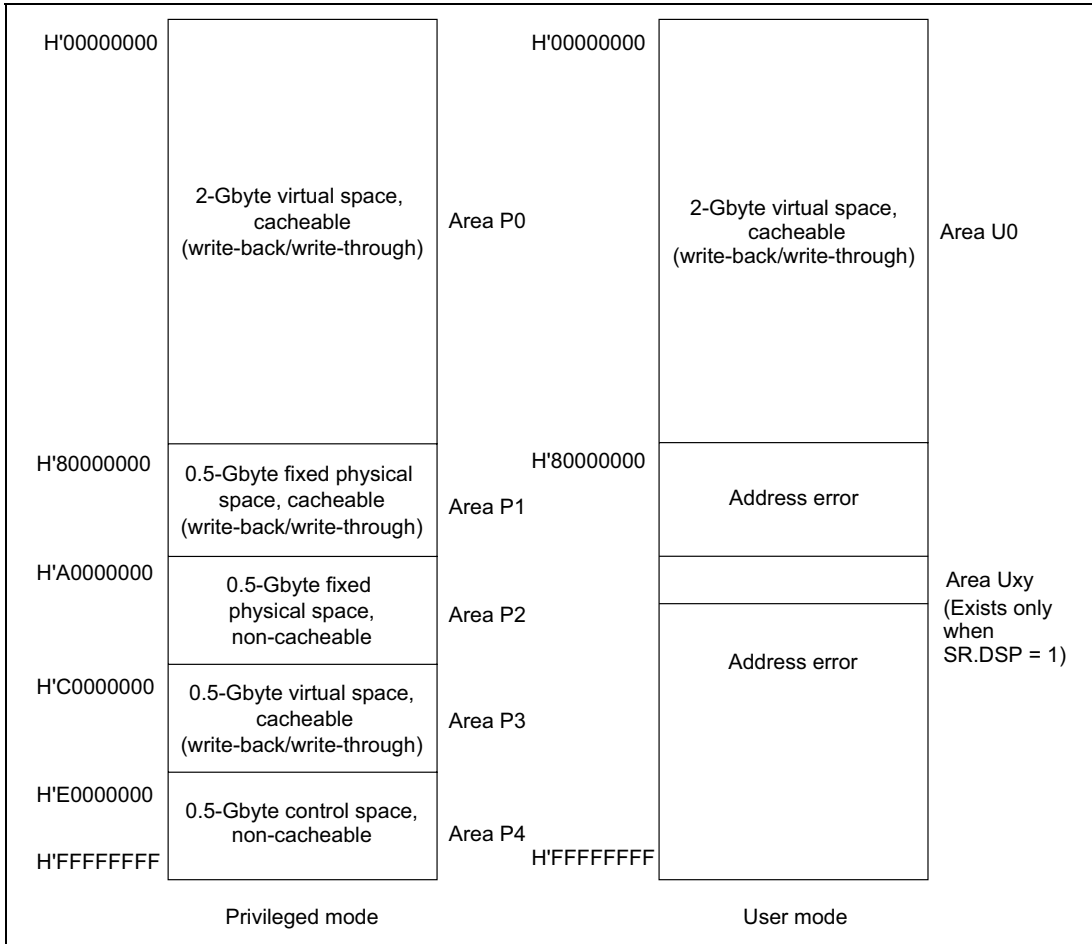 H'00000000
2-Gbyte virtual space,
cacheable
(write-back/write-through)
Area P0
H'80000000
0.5-Gbyte fixed physical
space, cacheable
(write-back/write-through)
Area P1
H'A0000000
0.5-Gbyte fixed
physical space,
non-cacheable
Area P2
H'C0000000
0.5-Gbyte virtual space,
cacheable
(write-back/write-through)
Area P3
H'E0000000
0.5-Gbyte control space,
non-cacheable
Area P4
H'FFFFFFFF
Privileged mode
H'00000000
2-Gbyte virtual space,
cacheable
(write-back/write-through)
Area U0
H'80000000
Address error
Area Uxy
(Exists only
when
SR.DSP = 1)
Address error
H'FFFFFFFF
User mode